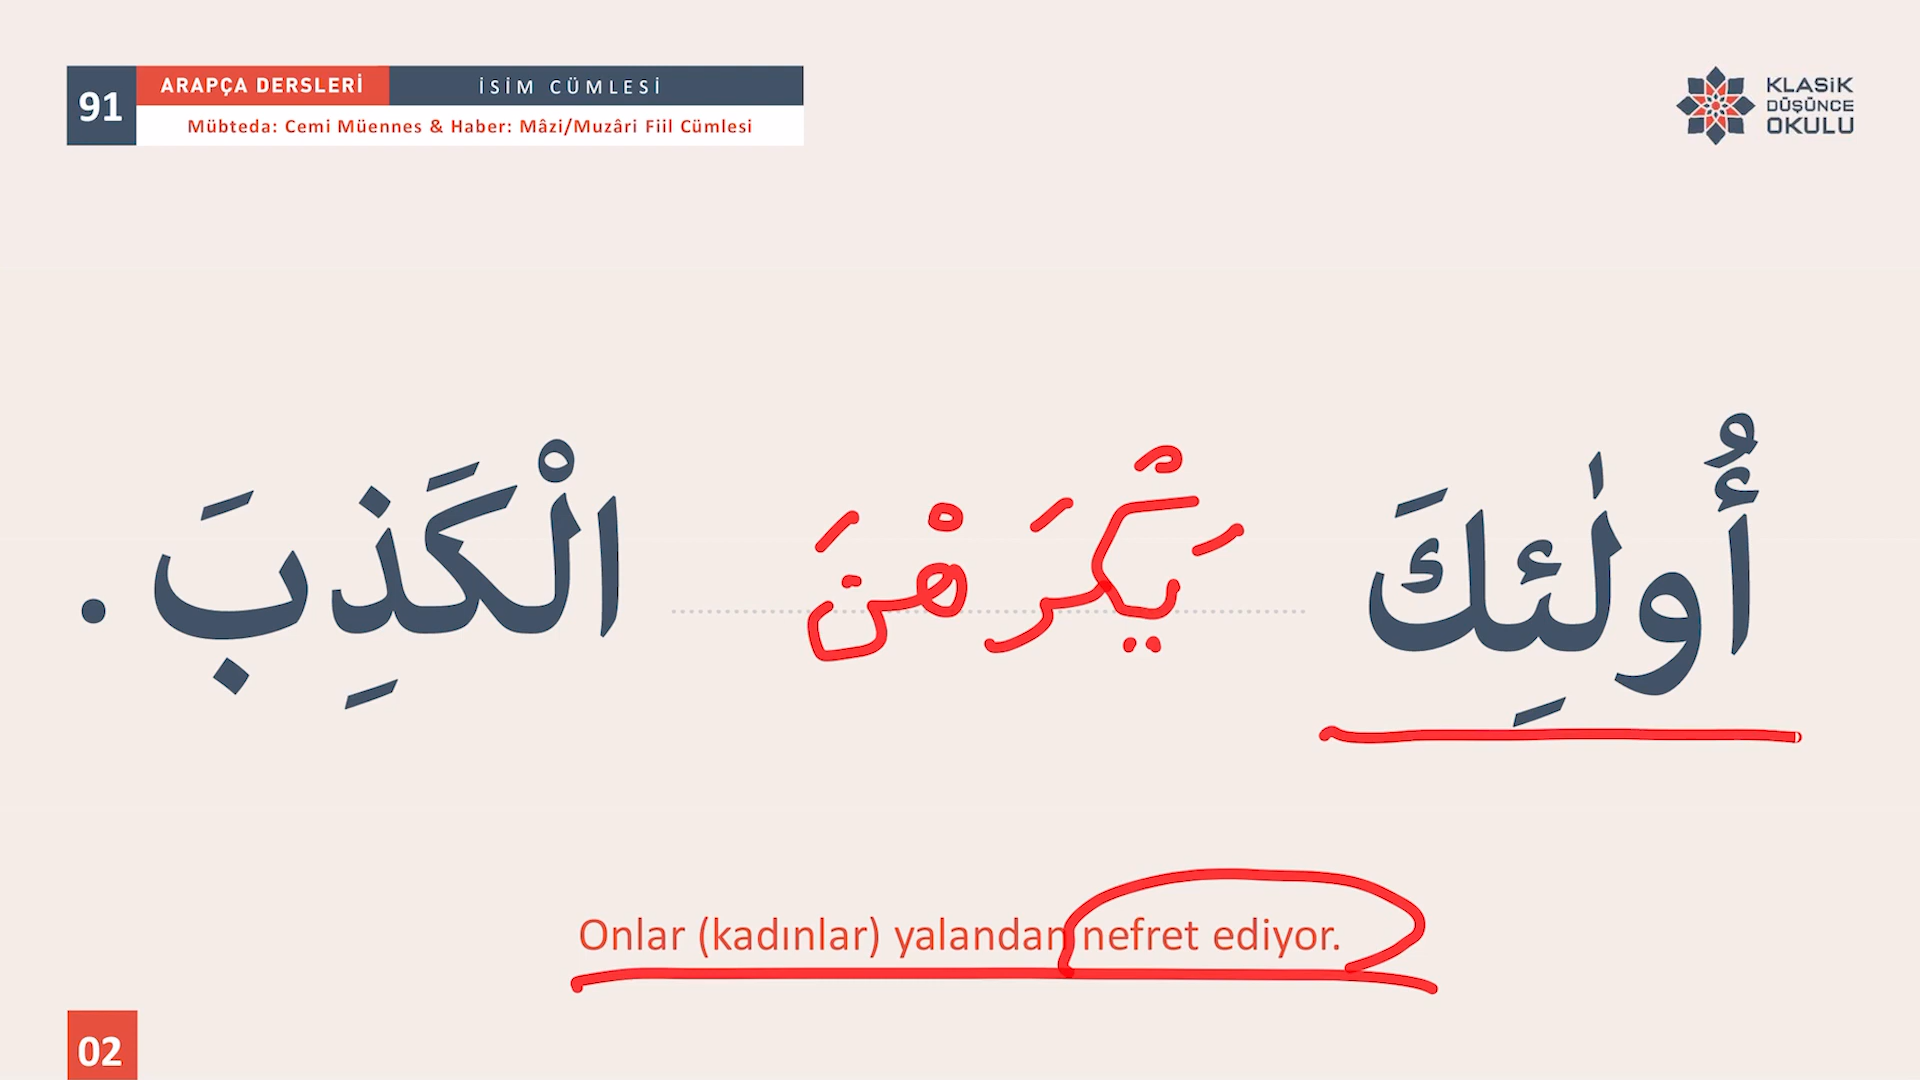 91
ARAPÇA DERSLERİ
İSİM CÜMLESİ
Mübteda: Cemi Müennes & Haber: Mâzi/Muzâri Fiil Cümlesi
KLASİK
DÜŞÜNCE
OKULU
أُولٰئِكَ يَكْرَهْنَ الْكَذِبَ .
Onlar (kadınlar) yalandan nefret ediyor.
02